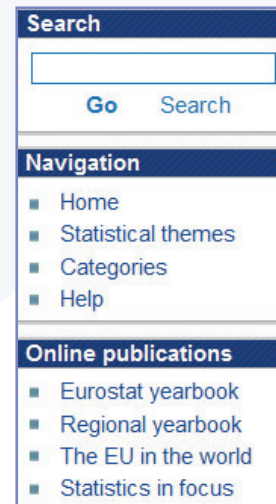 Search
Go Search
Navigation
Home
Statistical themes
Categories
Help
Online publications
Eurostat yearbook
Regional yearbook
The EU in the world
Statistics in focus